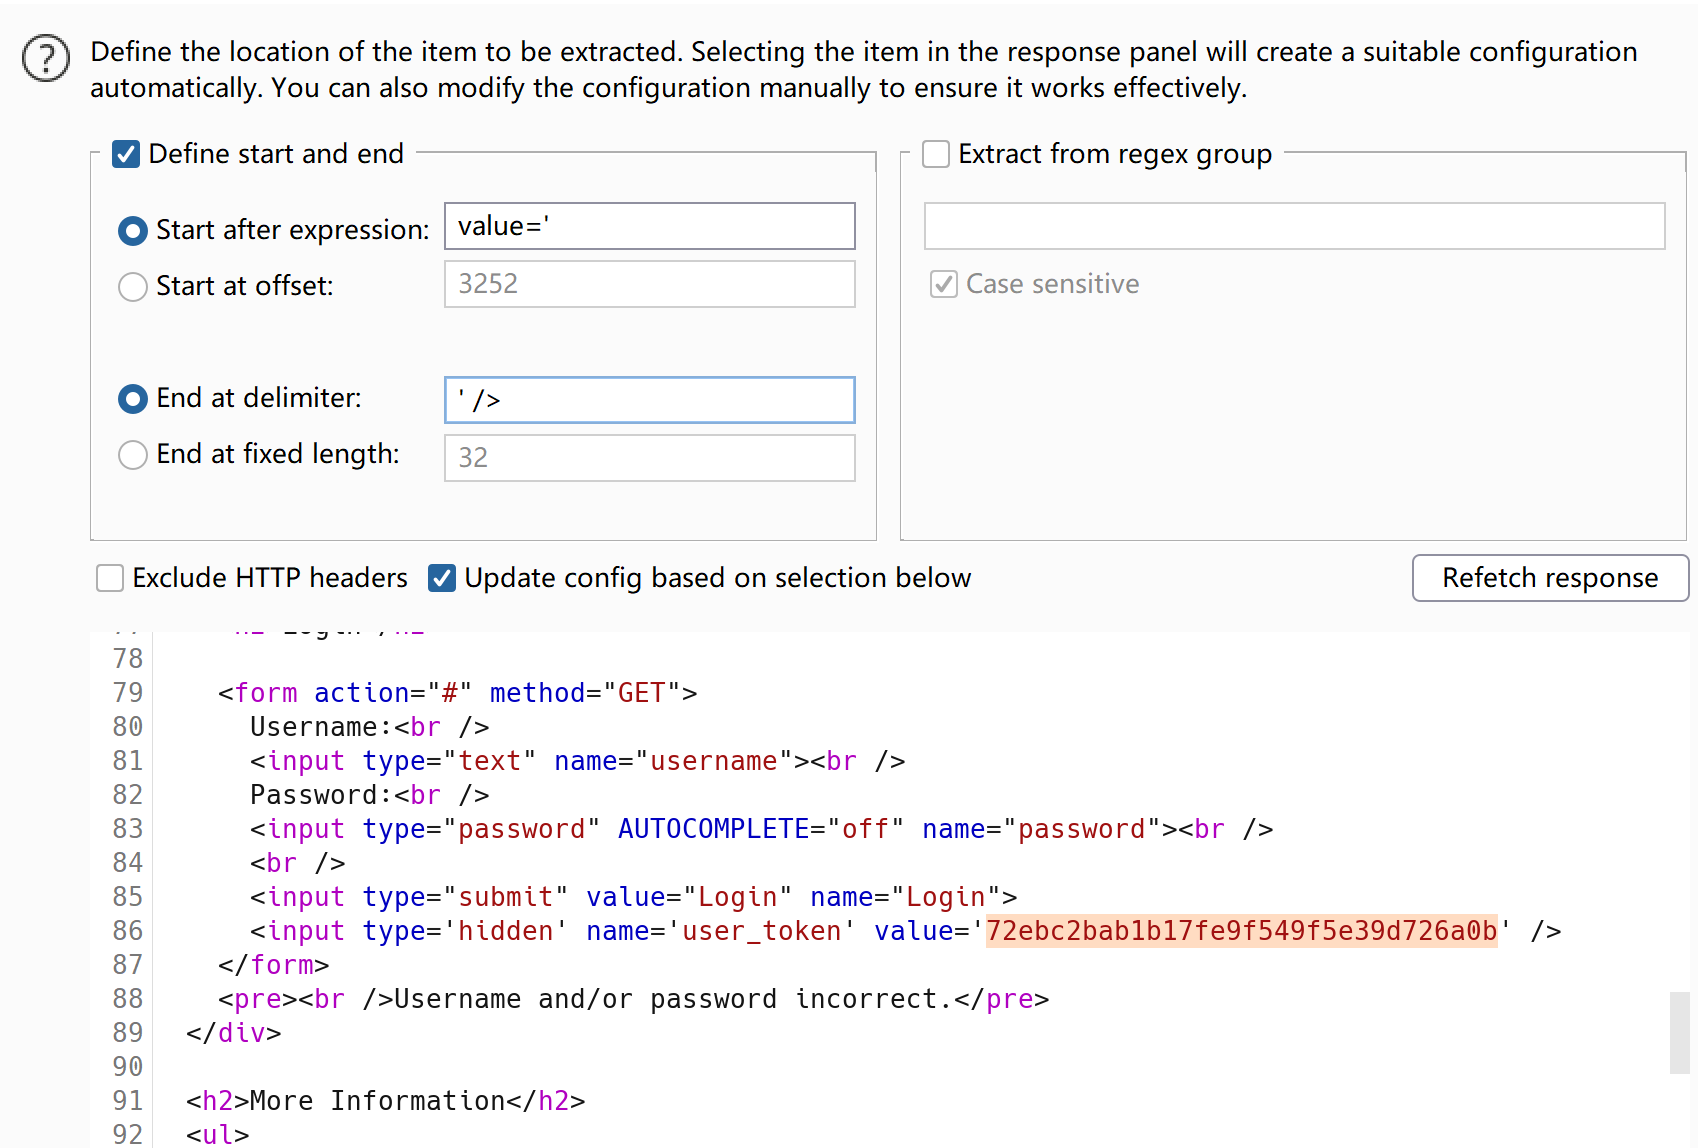 Define the location of the item to be extracted. Selecting the item in the response panel will create a suitable configuration
automatically. You can also modify the configuration manually to ensure it works effectively.
Define start and end
Start after expression: value='
Start at offset: 3252
End at delimiter: ' />
End at fixed length: 32
Extract from regex group
Case sensitive
Exclude HTTP headers Update config based on selection below Refetch response
78
79 <form action="#" method="GET">
80 Username:<br />
81 <input type="text" name="username"><br />
82 Password:<br />
83 <input type="password" AUTOCOMPLETE="off" name="password"><br />
84 <br />
85 <input type="submit" value="Login" name="Login">
86 <input type='hidden' name='user_token' value='72ebc2bab1b17fe9f549f5e39d726a0b' />
87 </form>
88 <pre><br />Username and/or password incorrect.</pre>
89 </div>
90
91 <h2>More Information</h2>
92 <ul>